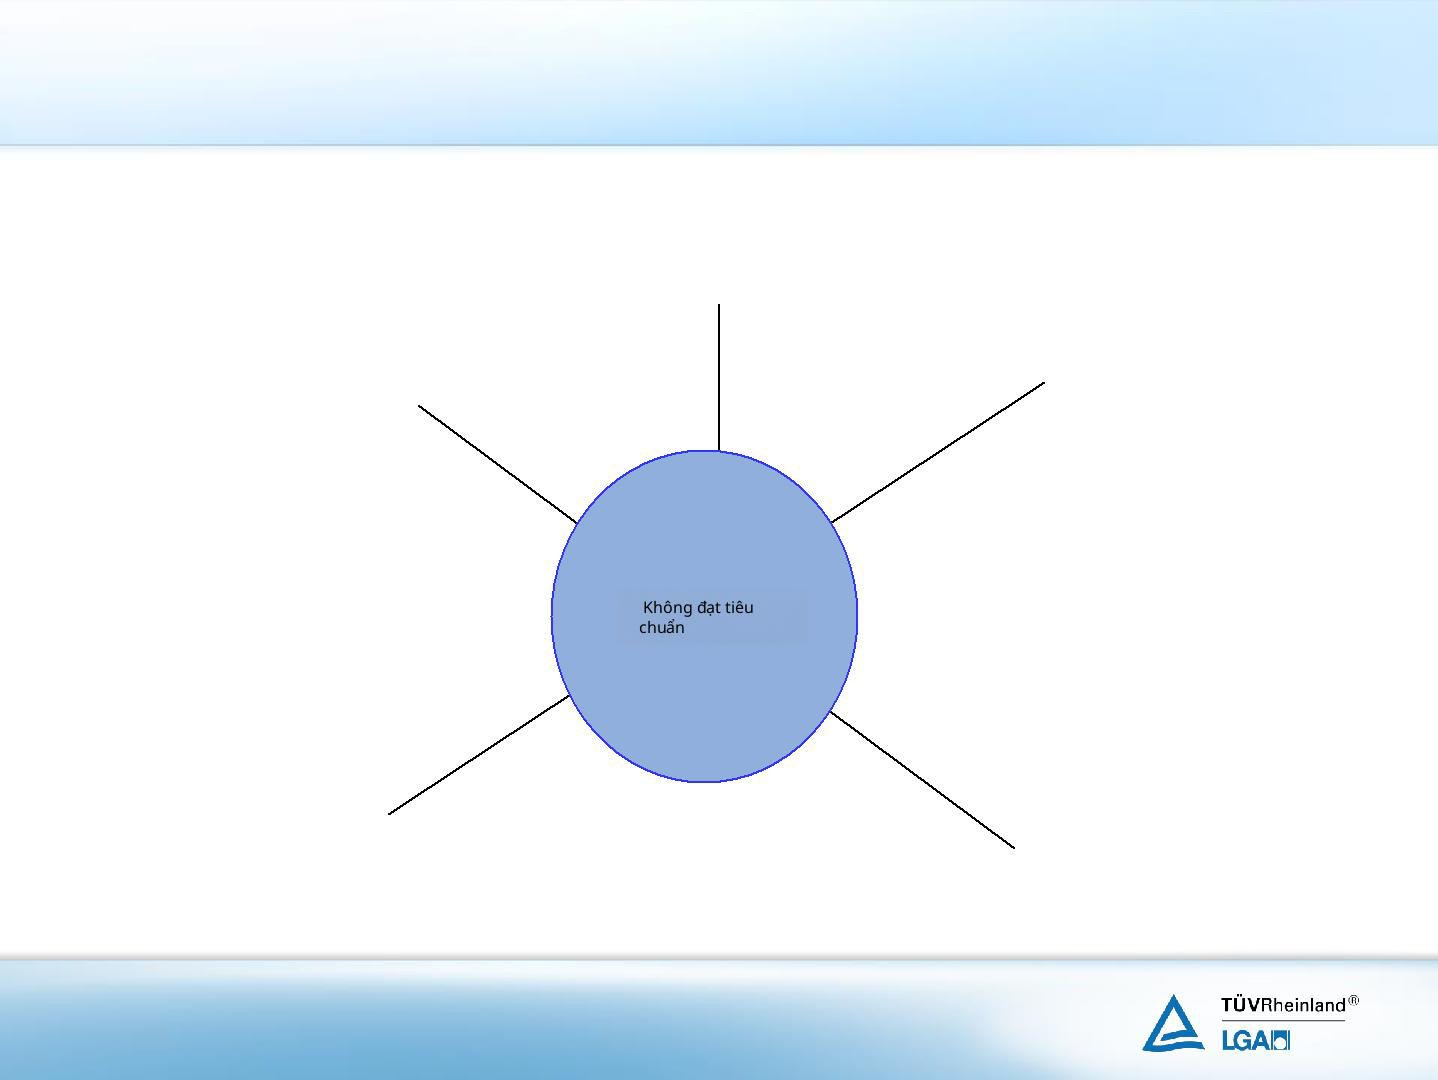 Không đạt tiêu
chuẩn
TÜVRheinland®
LGA